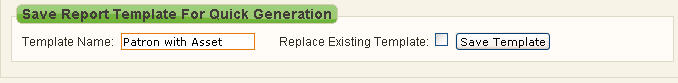 Save Report Template For Quick Generation
Template Name: Patron with Asset Replace Existing Template: Save Template